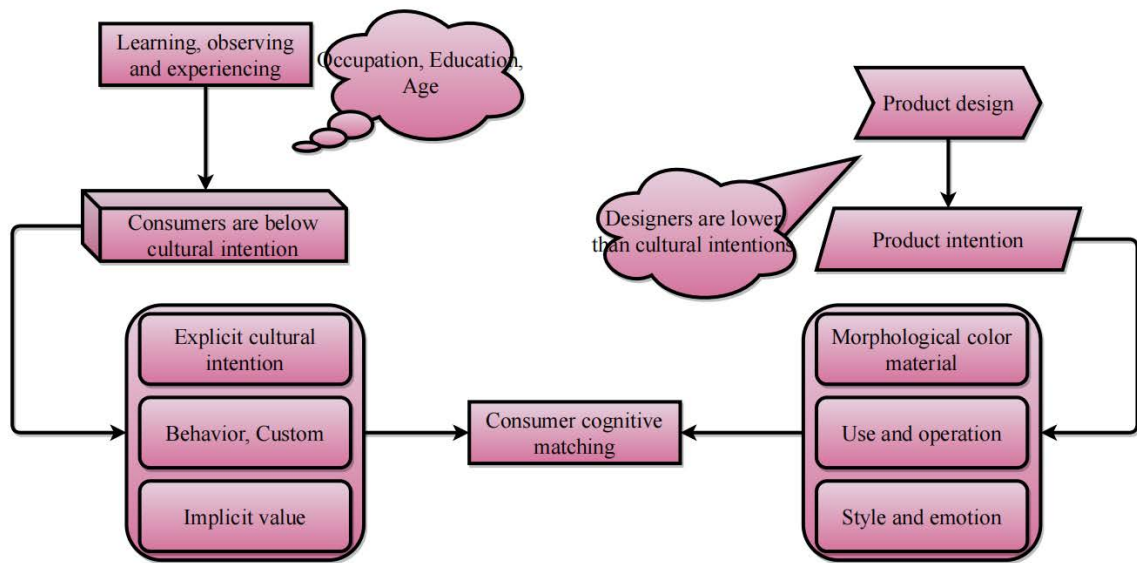 Learning, observing
and experiencing
Occupation, Education,
Age
Product design
Consumers are below
cultural intention
Designers are lower
than cultural intentions
Product intention
Explicit cultural
intention
Behavior, Custom
Implicit value
Consumer cognitive
matching
Morphological color
material
Use and operation
Style and emotion